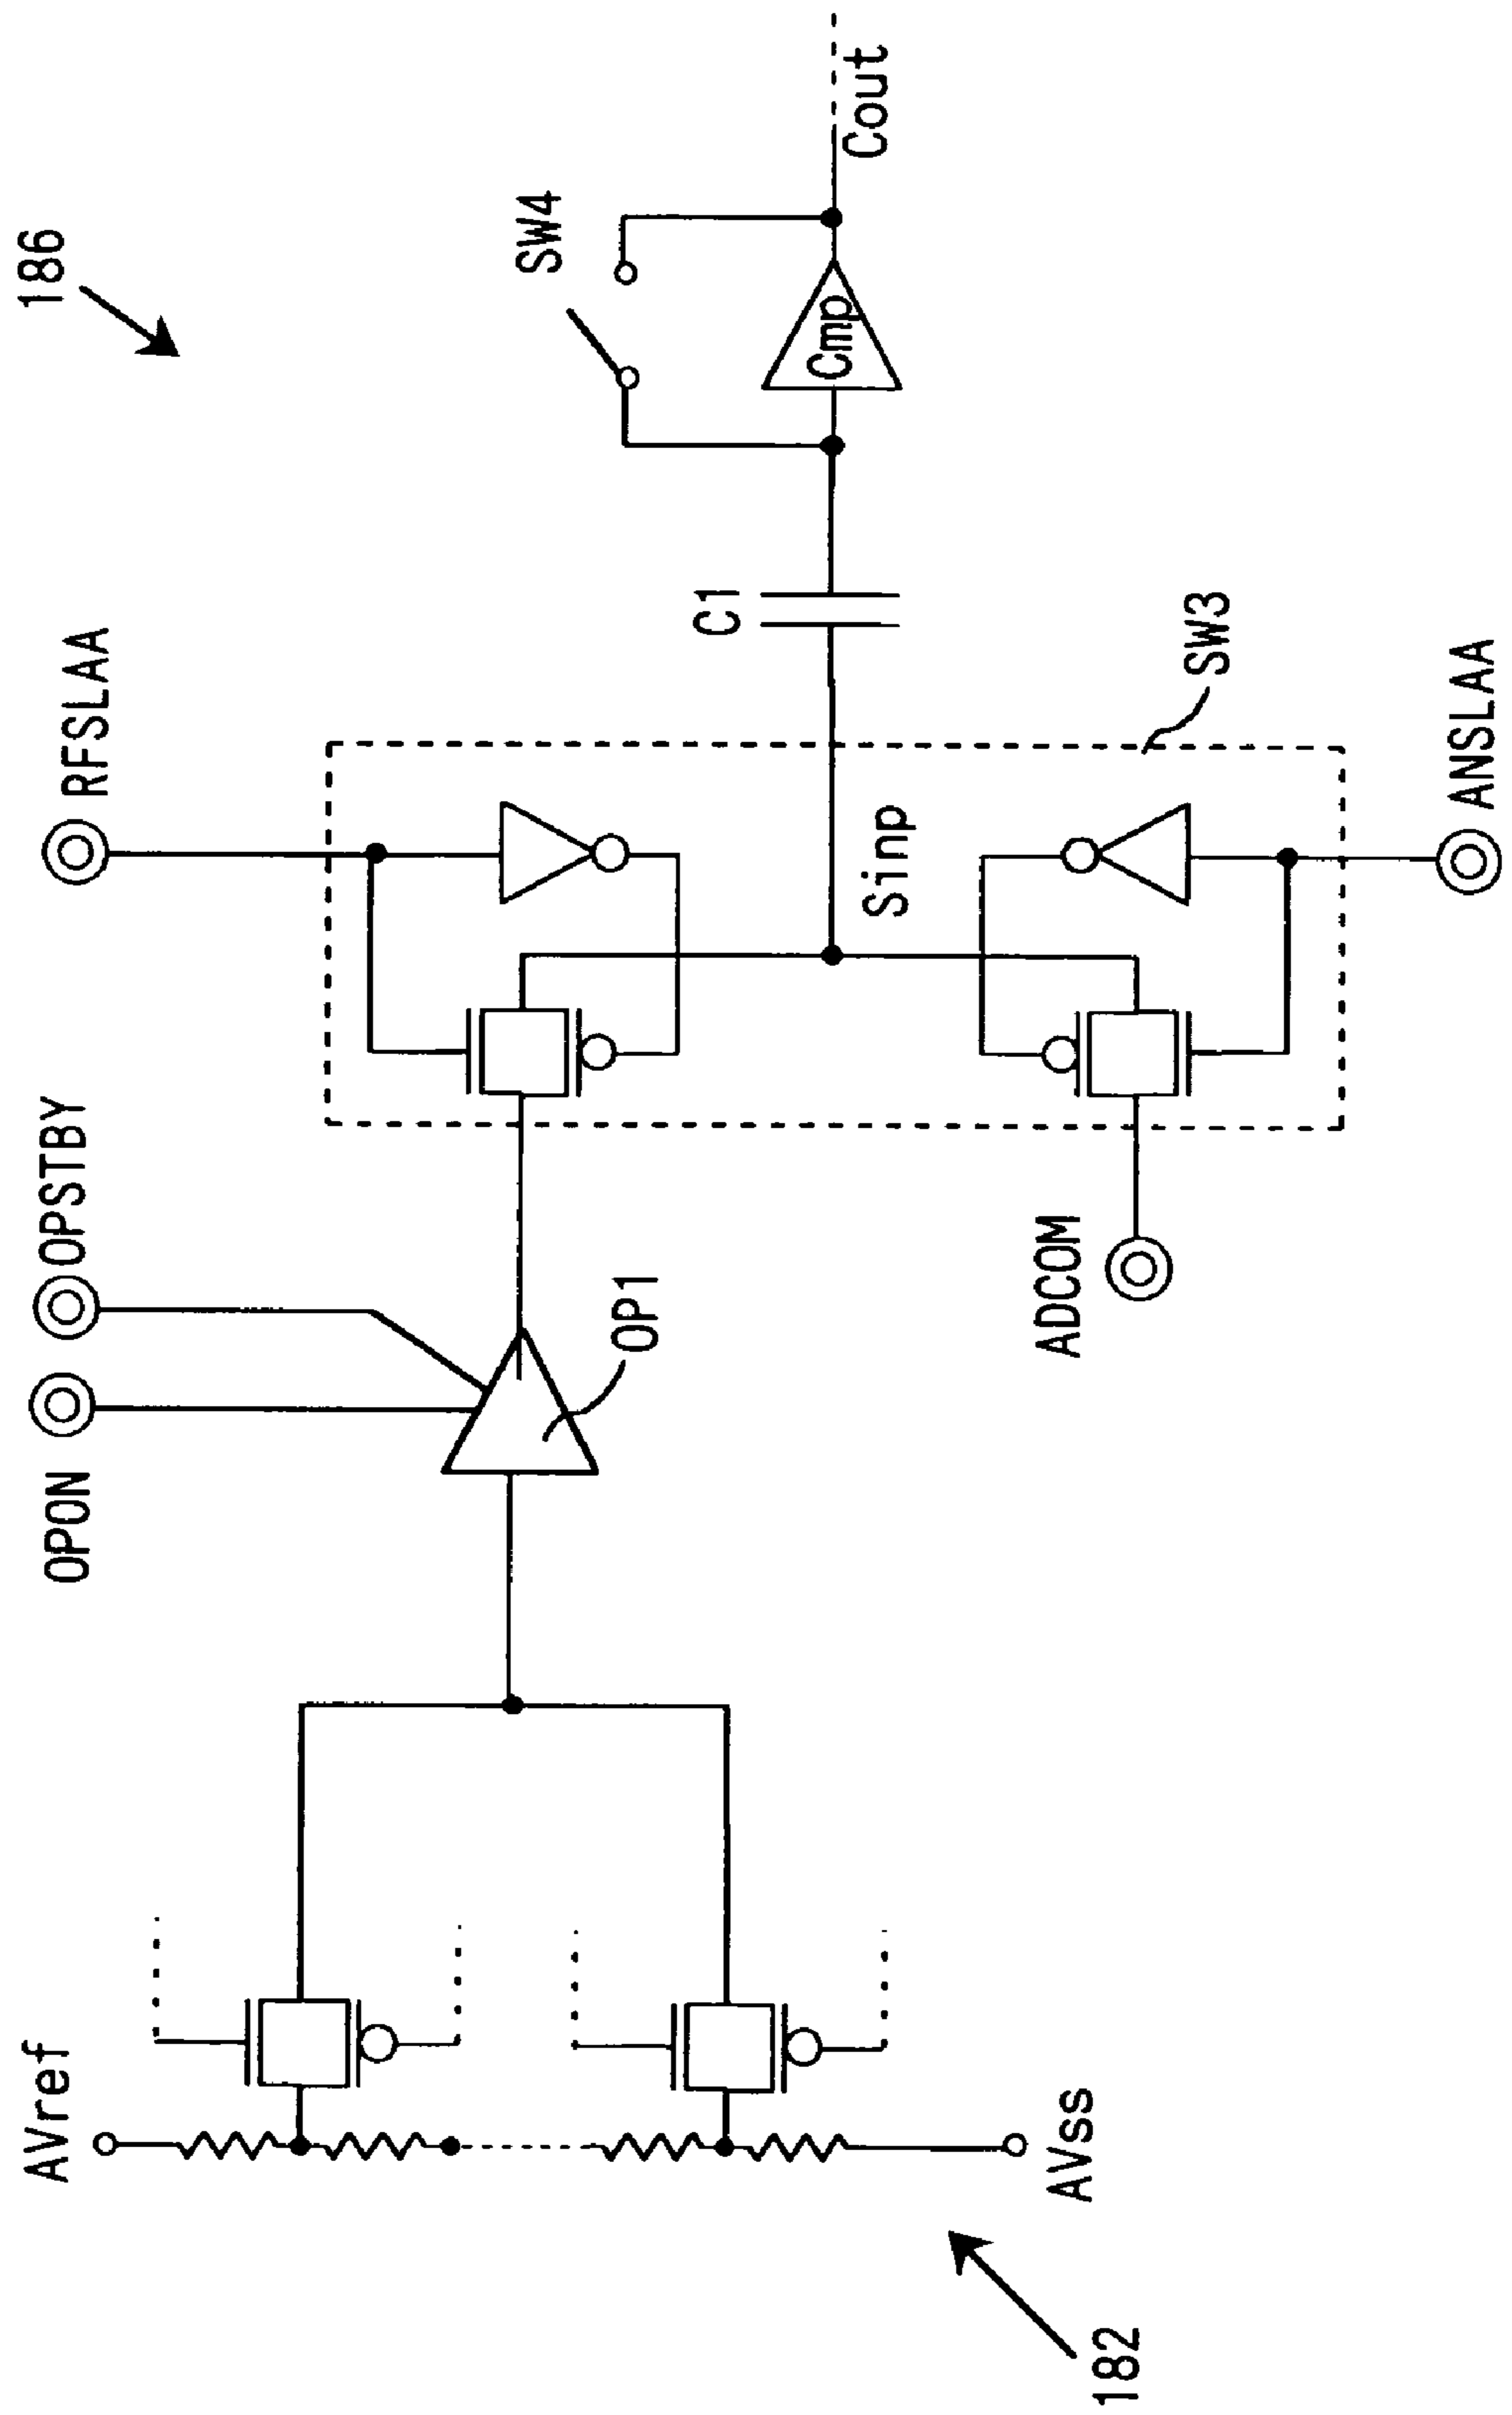 186
RFSLAA
OPSTBY
OPON
AVref
SW4
C1
Cmp
Cout
OP1
Sinp
ADCOM
SW3
AVss
182
ANSLAA